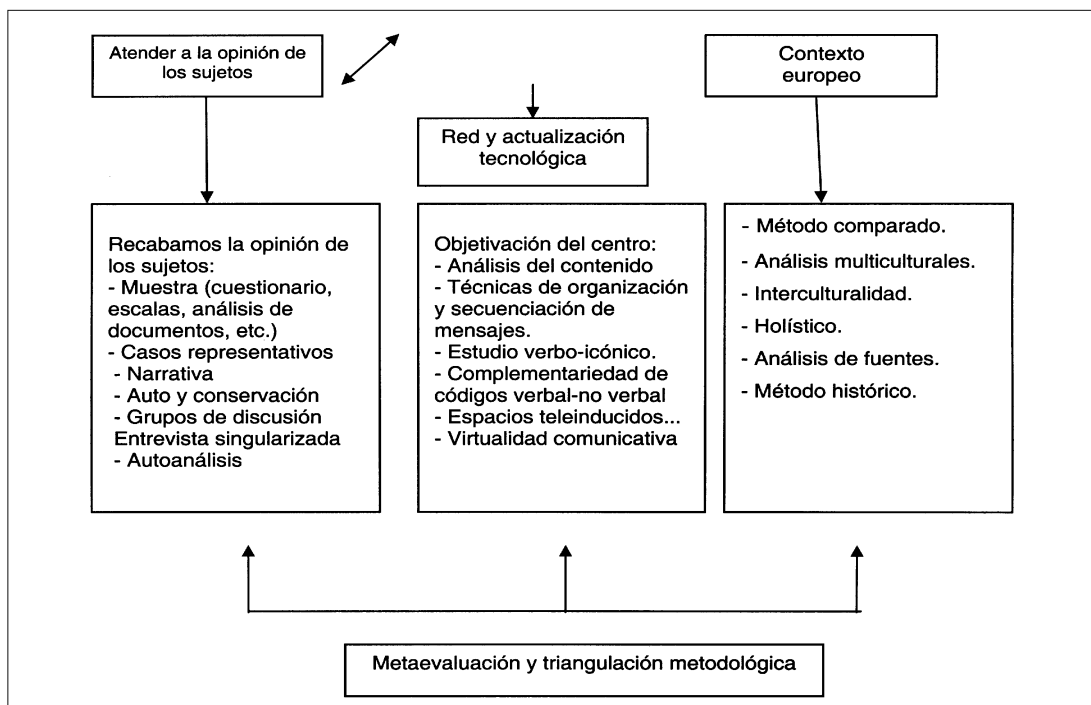 Atender a la opinión de
los sujetos
Contexto
europeo
Red y actualización
tecnológica
Recabamos la opinión de
los sujetos:
- Muestra (cuestionario,
escalas, análisis de
documentos, etc.)
- Casos representativos
- Narrativa
- Auto y conservación
- Grupos de discusión
Entrevista singularizada
- Autoanálisis
Objetivación del centro:
- Análisis del contenido
- Técnicas de organización
y secuenciación de
mensajes.
- Estudio verbo-icónico.
- Complementariedad de
códigos verbal-no verbal
- Espacios teleinducidos...
- Virtualidad comunicativa
- Método comparado.
- Análisis multiculturales.
- Interculturalidad.
- Holístico.
- Análisis de fuentes.
- Método histórico.
Metaevaluación y triangulación metodológica